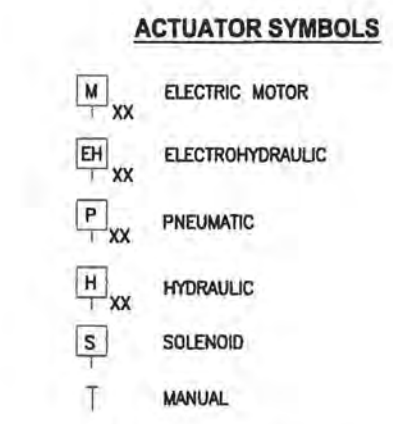 ACTUATOR SYMBOLS
M XX ELECTRIC MOTOR
EH XX ELECTROHYDRAULIC
P XX PNEUMATIC
H XX HYDRAULIC
S SOLENOID
MANUAL